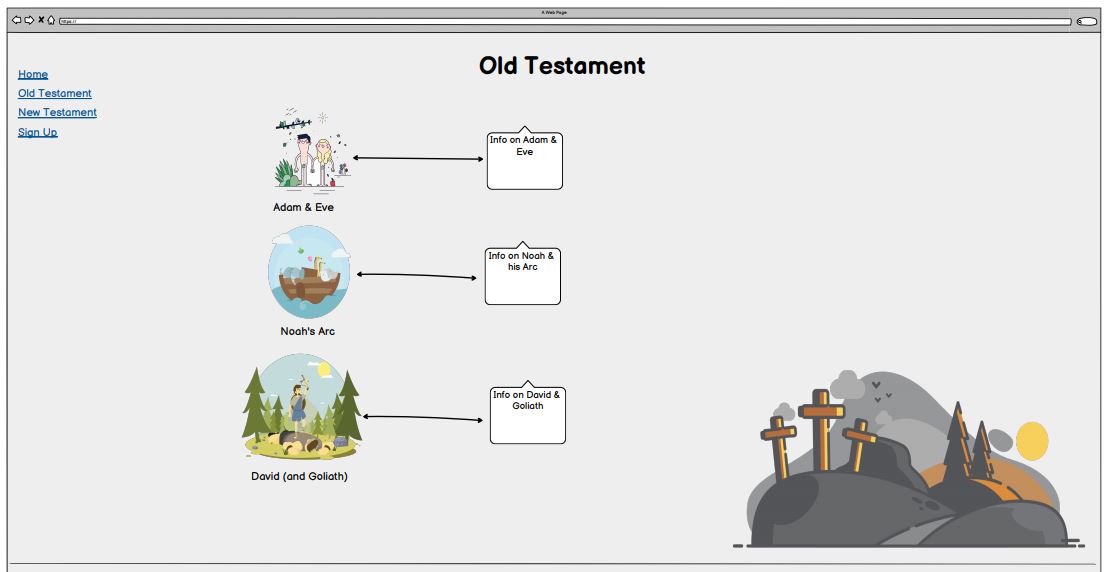 A Web Page
https://
Old Testament
Home
Old Testament
New Testament
Sign Up
Info on Adam &
Eve
Adam & Eve
Info on Noah &
his Arc
Noah's Arc
Info on David &
Goliath
David (and Goliath)